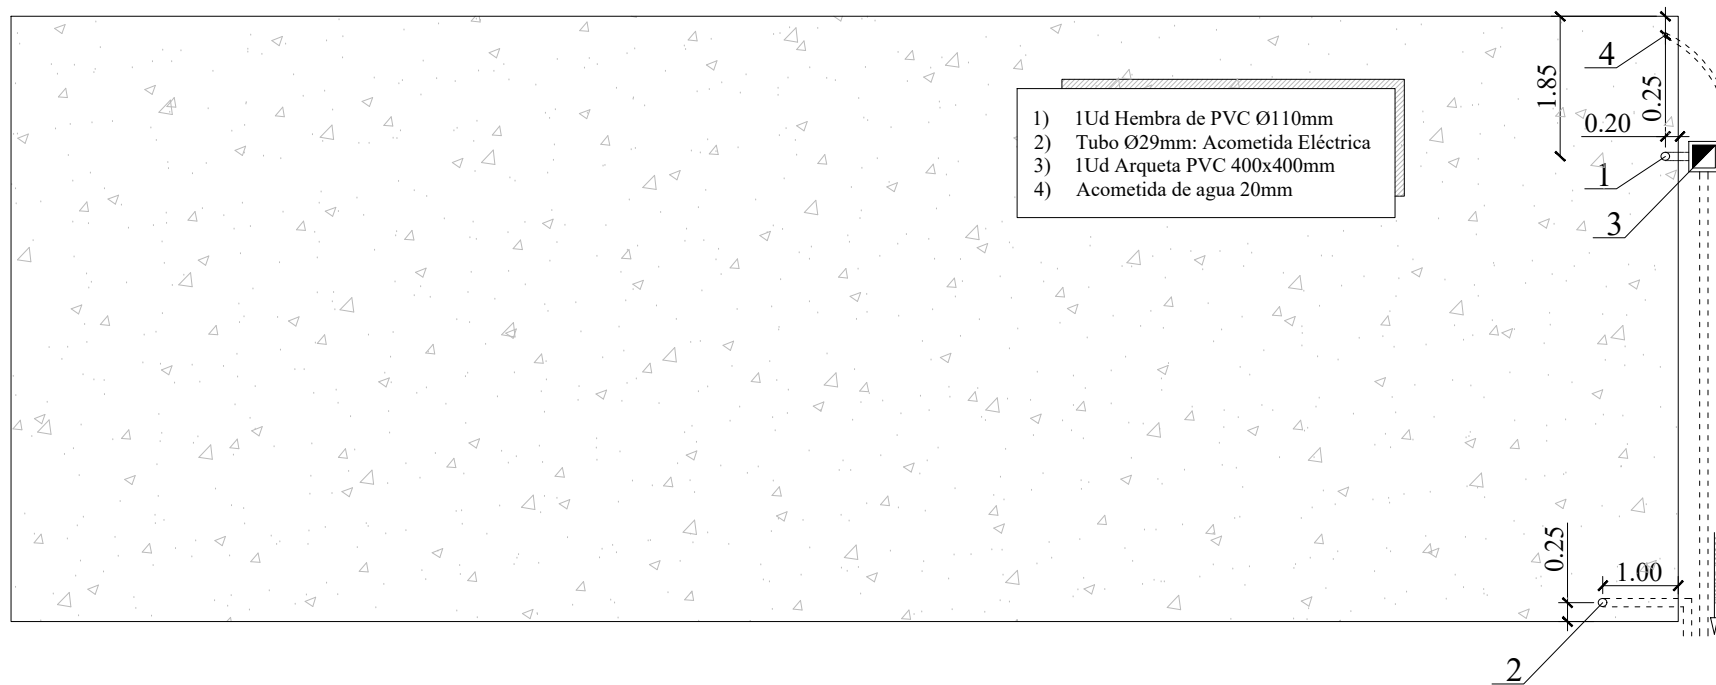 4
1.85
0.25
0.20
1) 1Ud Hembra de PVC Ø110mm
2) Tubo Ø29mm: Acometida Eléctrica
3) 1Ud Arqueta PVC 400x400mm
4) Acometida de agua 20mm
1
3
0.25
1.00
2